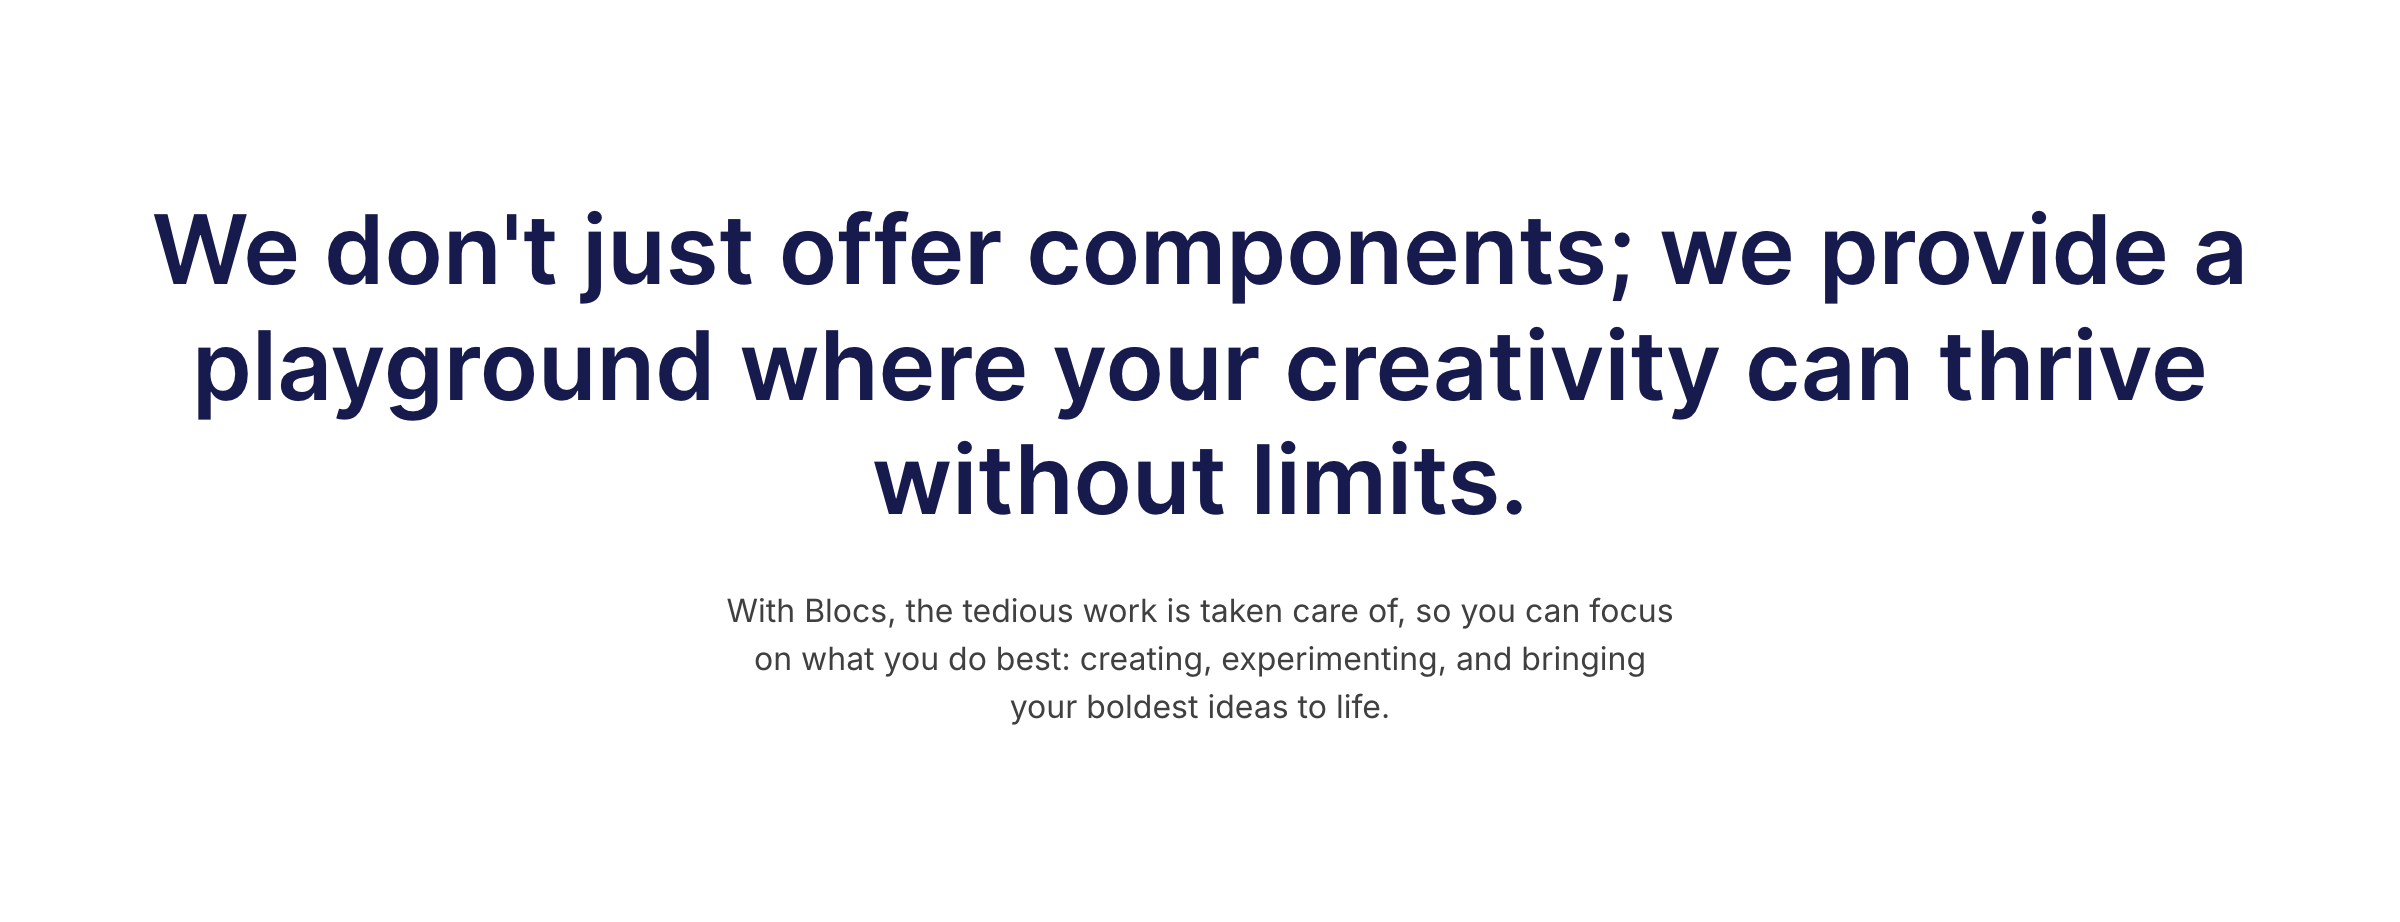 We don't just offer components; we provide a
playground where your creativity can thrive
without limits.
With Blocs, the tedious work is taken care of, so you can focus
on what you do best: creating, experimenting, and bringing
your boldest ideas to life.